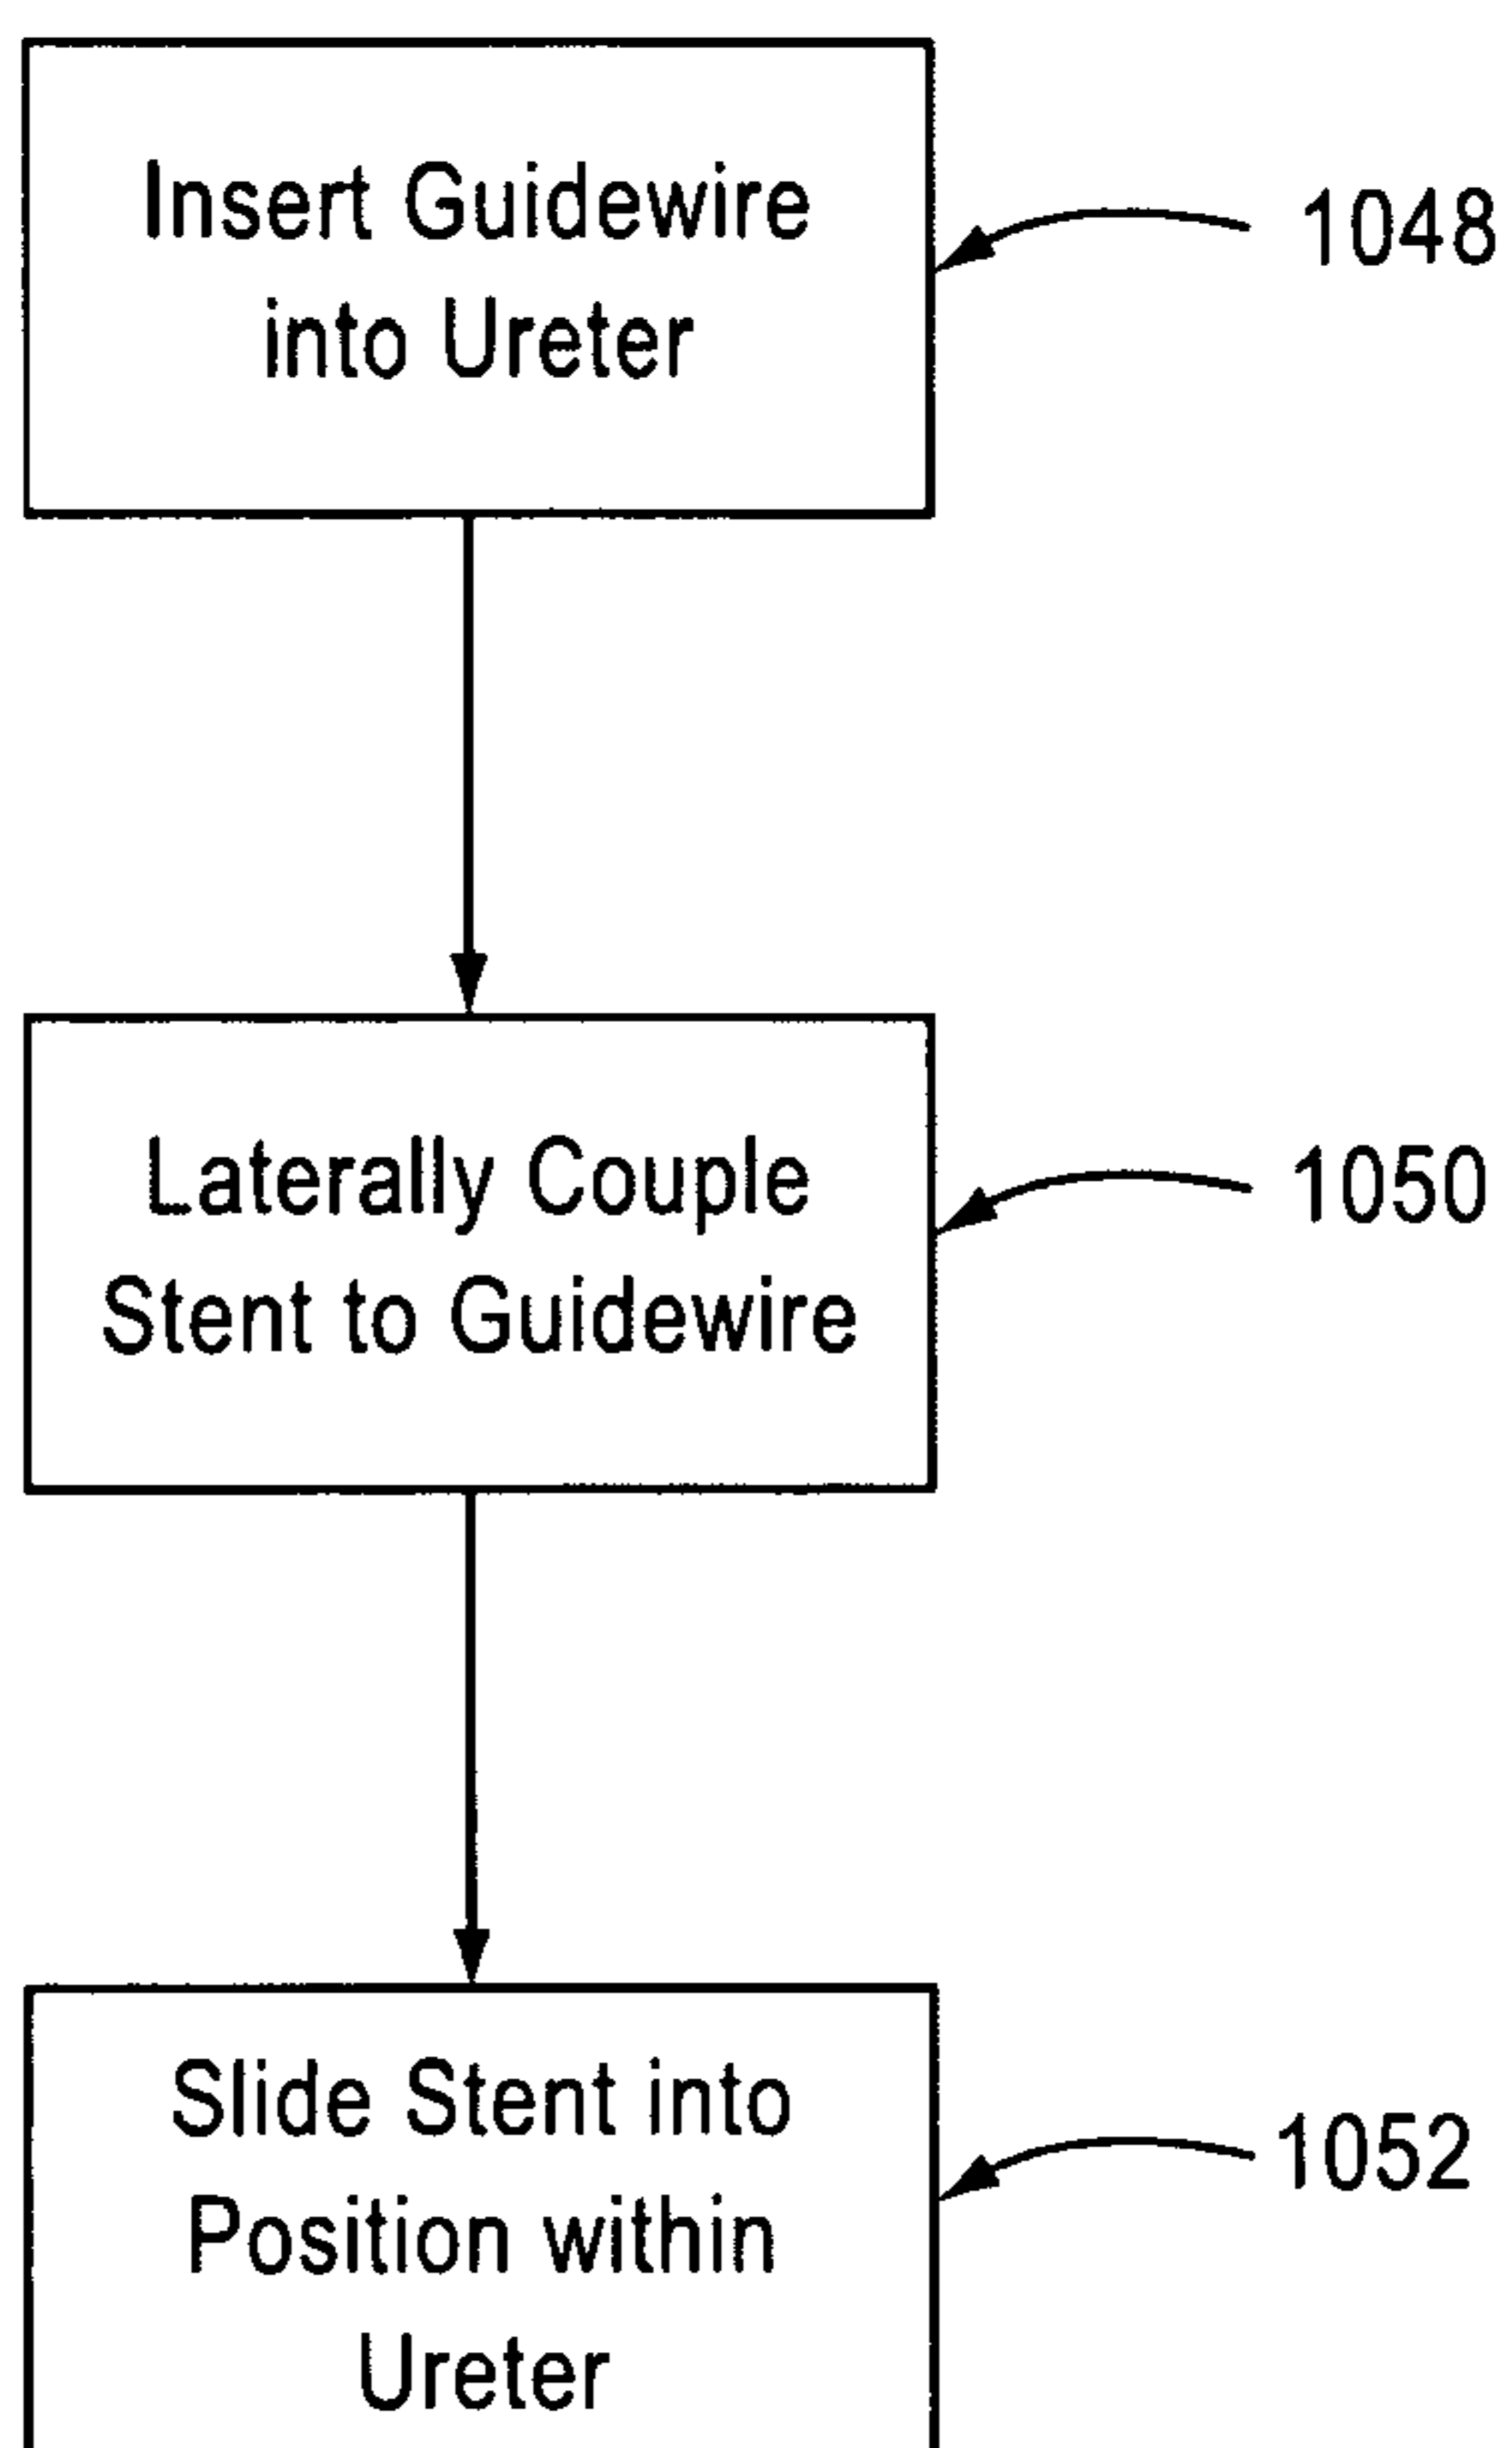 Insert Guidewire
into Ureter
1048
Laterally Couple
Stent to Guidewire
1050
Slide Stent into
Position within
Ureter
1052